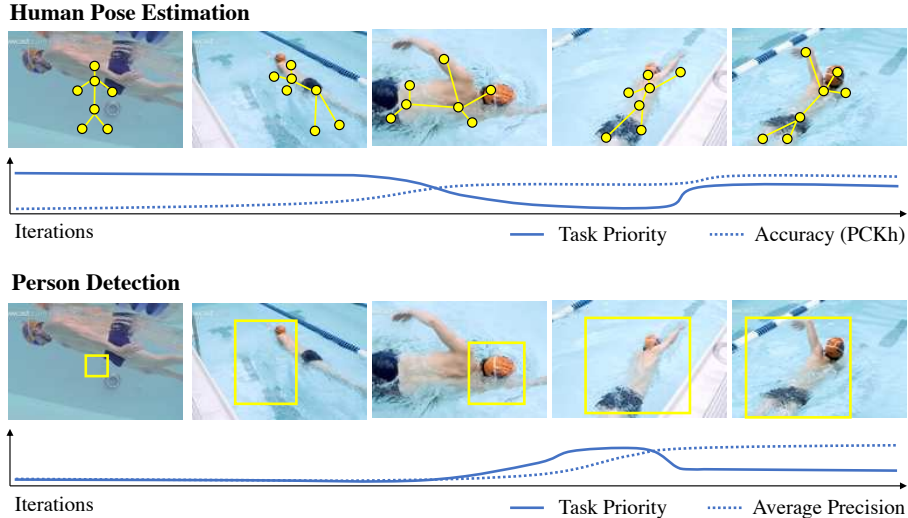 Human Pose Estimation
Iterations
Task Priority
Accuracy (PCKh)
Person Detection
Iterations
Task Priority
Average Precision